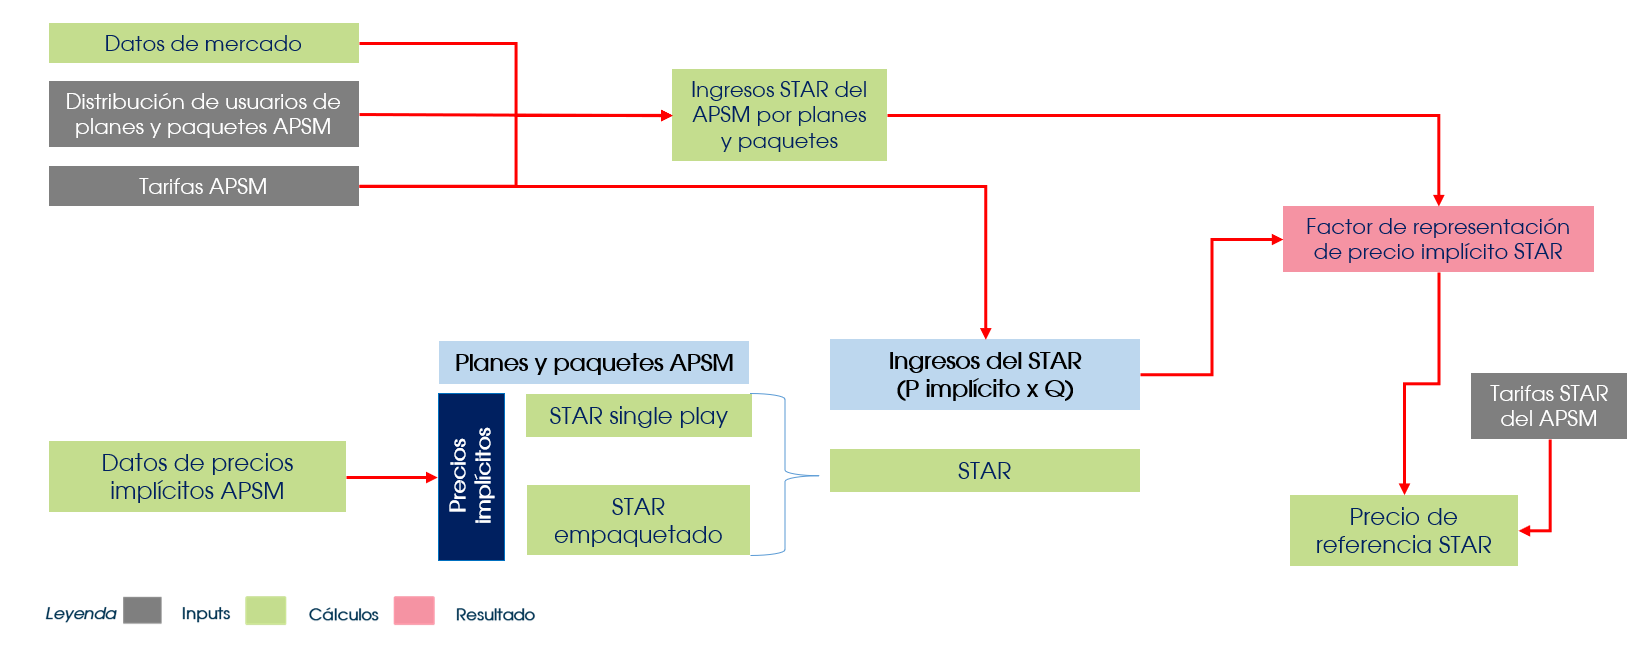 Datos de mercado
Distribución de usuarios de
planes y paquetes APSM
Tarifas APSM
Ingresos STAR del
APSM por planes
y paquetes
Factor de representación
de precio implícito STAR
Planes y paquetes APSM
Ingresos del STAR
(P implícito x Q)
Tarifas STAR
del APSM
Datos de precios
implícitos APSM
Precios
implícitos
STAR single play
STAR
empaquetado
STAR
Precio de
referencia STAR
Leyenda
Inputs
Cálculos
Resultado